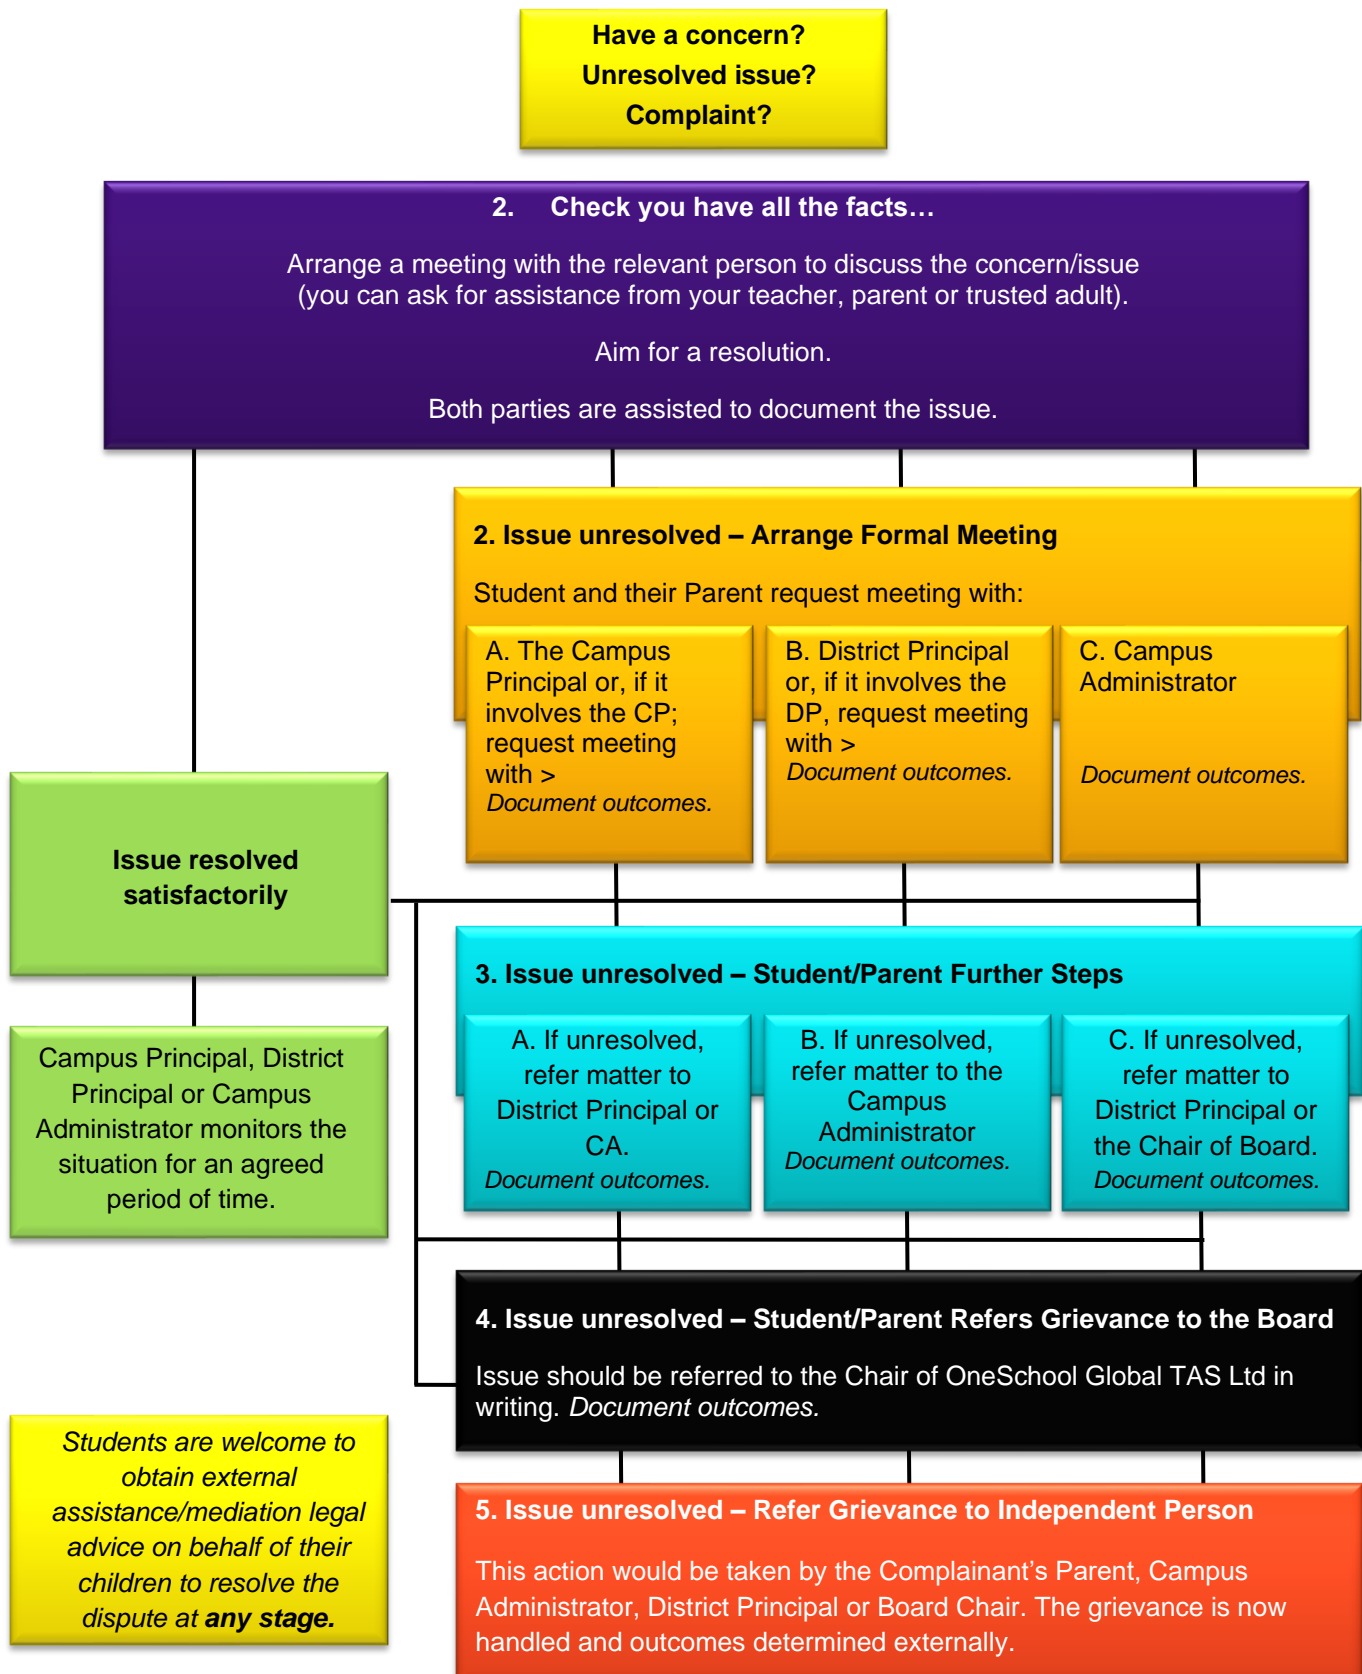 Have a concern?
Unresolved issue?
Complaint?
2. Check you have all the facts…
Arrange a meeting with the relevant person to discuss the concern/issue
(you can ask for assistance from your teacher, parent or trusted adult).
Aim for a resolution.
Both parties are assisted to document the issue.
2. Issue unresolved – Arrange Formal Meeting
Student and their Parent request meeting with:
A. The Campus
Principal or, if it
involves the CP;
request meeting
with >
Document outcomes.
B. District Principal
or, if it involves the
DP, request meeting
with >
Document outcomes.
C. Campus
Administrator
Document outcomes.
Issue resolved
satisfactorily
Campus Principal, District
Principal or Campus
Administrator monitors the
situation for an agreed
period of time.
3. Issue unresolved – Student/Parent Further Steps
A. If unresolved,
refer matter to
District Principal or
CA.
Document outcomes.
B. If unresolved,
refer matter to the
Campus
Administrator
Document outcomes.
C. If unresolved,
refer matter to
District Principal or
the Chair of Board.
Document outcomes.
4. Issue unresolved – Student/Parent Refers Grievance to the Board
Issue should be referred to the Chair of OneSchool Global TAS Ltd in
writing. Document outcomes.
Students are welcome to
obtain external
assistance/mediation legal
advice on behalf of their
children to resolve the
dispute at any stage.
5. Issue unresolved – Refer Grievance to Independent Person
This action would be taken by the Complainant’s Parent, Campus
Administrator, District Principal or Board Chair. The grievance is now
handled and outcomes determined externally.